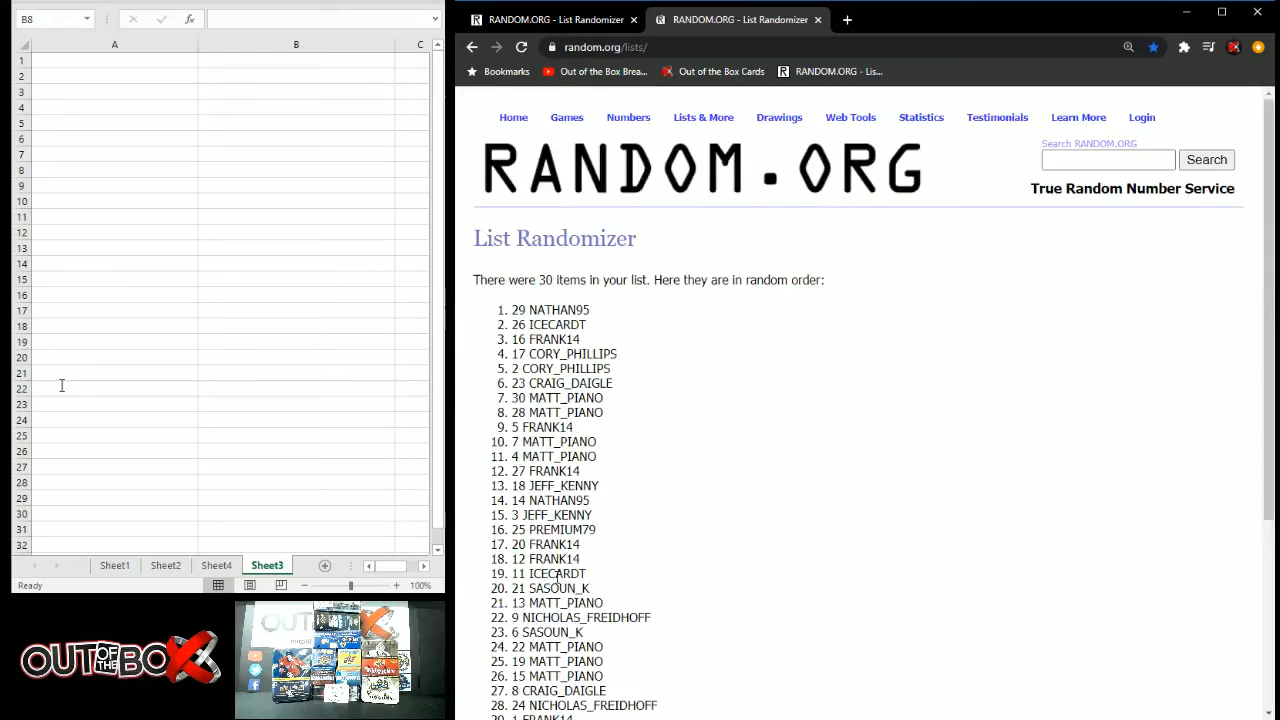 B8
A B C
1
2
3
4
5
6
7
8
9
10
11
12
13
14
15
16
17
18
19
20
21
22
23
24
25
26
27
28
29
30
31
32
Sheet1 Sheet2 Sheet4 Sheet3
Ready 100%
OUT OF THE BOX
RANDOM.ORG - List Randomizer
RANDOM.ORG - List Randomizer
random.org/lists/
Bookmarks Out of the Box Brea... Out of the Box Cards RANDOM.ORG - Lis...
Home Games Numbers Lists & More Drawings Web Tools Statistics Testimonials Learn More Login
RANDOM.ORG
Search RANDOM.ORG
Search
True Random Number Service
List Randomizer
There were 30 items in your list. Here they are in random order:
1. 29 NATHAN95
2. 26 ICECARDT
3. 16 FRANK14
4. 17 CORY_PHILLIPS
5. 2 CORY_PHILLIPS
6. 23 CRAIG_DAIGLE
7. 30 MATT_PIANO
8. 28 MATT_PIANO
9. 5 FRANK14
10. 7 MATT_PIANO
11. 4 MATT_PIANO
12. 27 FRANK14
13. 18 JEFF_KENNY
14. 14 NATHAN95
15. 3 JEFF_KENNY
16. 25 PREMIUM79
17. 20 FRANK14
18. 12 FRANK14
19. 11 ICECARDT
20. 21 SASOUN_K
21. 13 MATT_PIANO
22. 9 NICHOLAS_FREIDHOFF
23. 6 SASOUN_K
24. 22 MATT_PIANO
25. 19 MATT_PIANO
26. 15 MATT_PIANO
27. 8 CRAIG_DAIGLE
28. 24 NICHOLAS_FREIDHOFF
29. 1 FRANK14